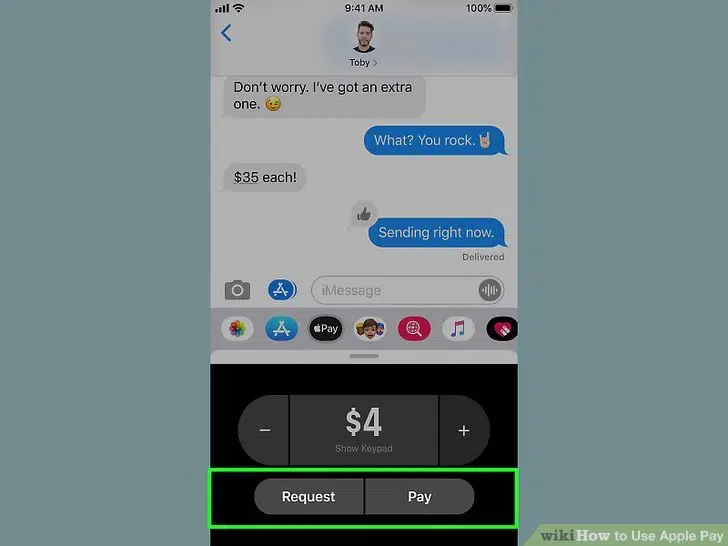 9:41 AM
100%
Toby >
Don't worry. I've got an extra
one. 😉
What? You rock.🤘🏻
$35 each!
Sending right now.
Delivered
iMessage
Pay
$4
Show Keypad
Request
Pay
wikiHow to Use Apple Pay